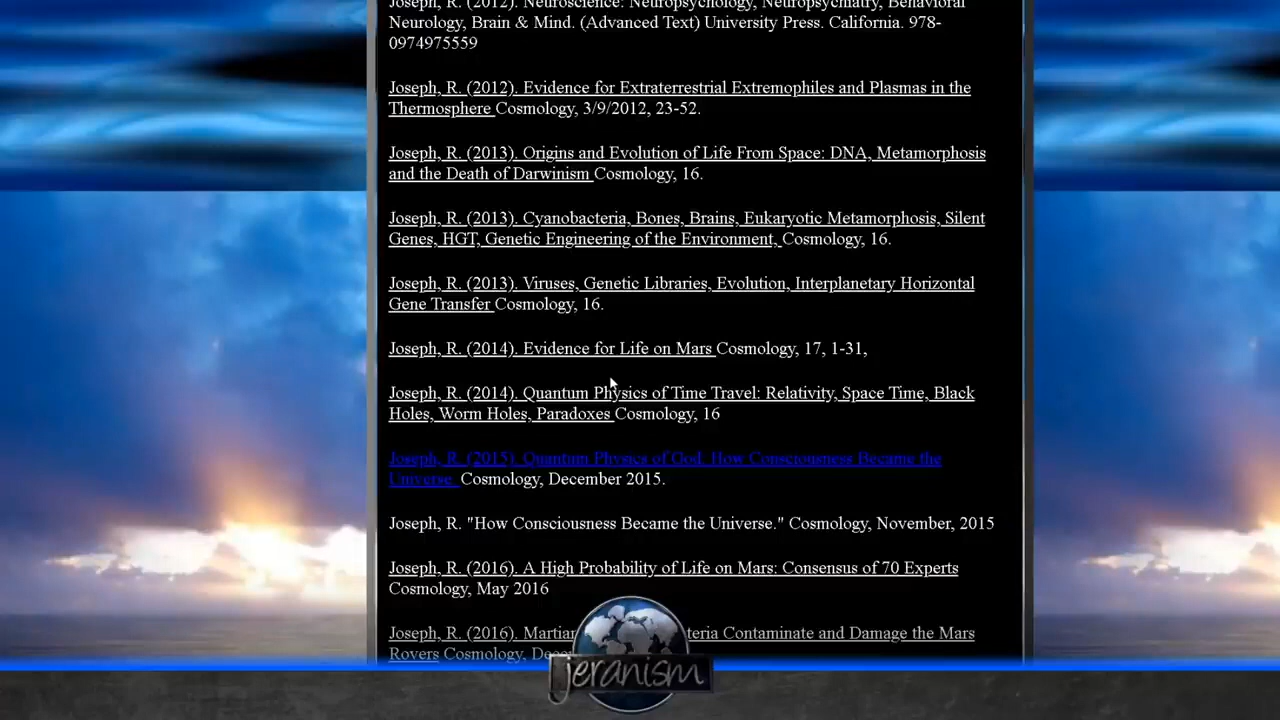 Joseph, R. (2012). Neuroscience: Neuropsychology, Neuropsychiatry, Behavioral
Neurology, Brain & Mind. (Advanced Text) University Press. California. 978-
0974975559
Joseph, R. (2012). Evidence for Extraterrestrial Extremophiles and Plasmas in the
Thermosphere Cosmology, 3/9/2012, 23-52.
Joseph, R. (2013). Origins and Evolution of Life From Space: DNA, Metamorphosis
and the Death of Darwinism Cosmology, 16.
Joseph, R. (2013). Cyanobacteria, Bones, Brains, Eukaryotic Metamorphosis, Silent
Genes, HGT, Genetic Engineering of the Environment, Cosmology, 16.
Joseph, R. (2013). Viruses, Genetic Libraries, Evolution, Interplanetary Horizontal
Gene Transfer Cosmology, 16.
Joseph, R. (2014). Evidence for Life on Mars Cosmology, 17, 1-31,
Joseph, R. (2014). Quantum Physics of Time Travel: Relativity, Space Time, Black
Holes, Worm Holes, Paradoxes Cosmology, 16
Joseph, R. (2015). Quantum Physics of God: How Consciousness Became the
Universe. Cosmology, December 2015.
Joseph, R. "How Consciousness Became the Universe." Cosmology, November, 2015
Joseph, R. (2016). A High Probability of Life on Mars: Consensus of 70 Experts
Cosmology, May 2016
Joseph, R. (2016). Contaminate and Damage the Mars
Rovers Cosmology,
jeranism